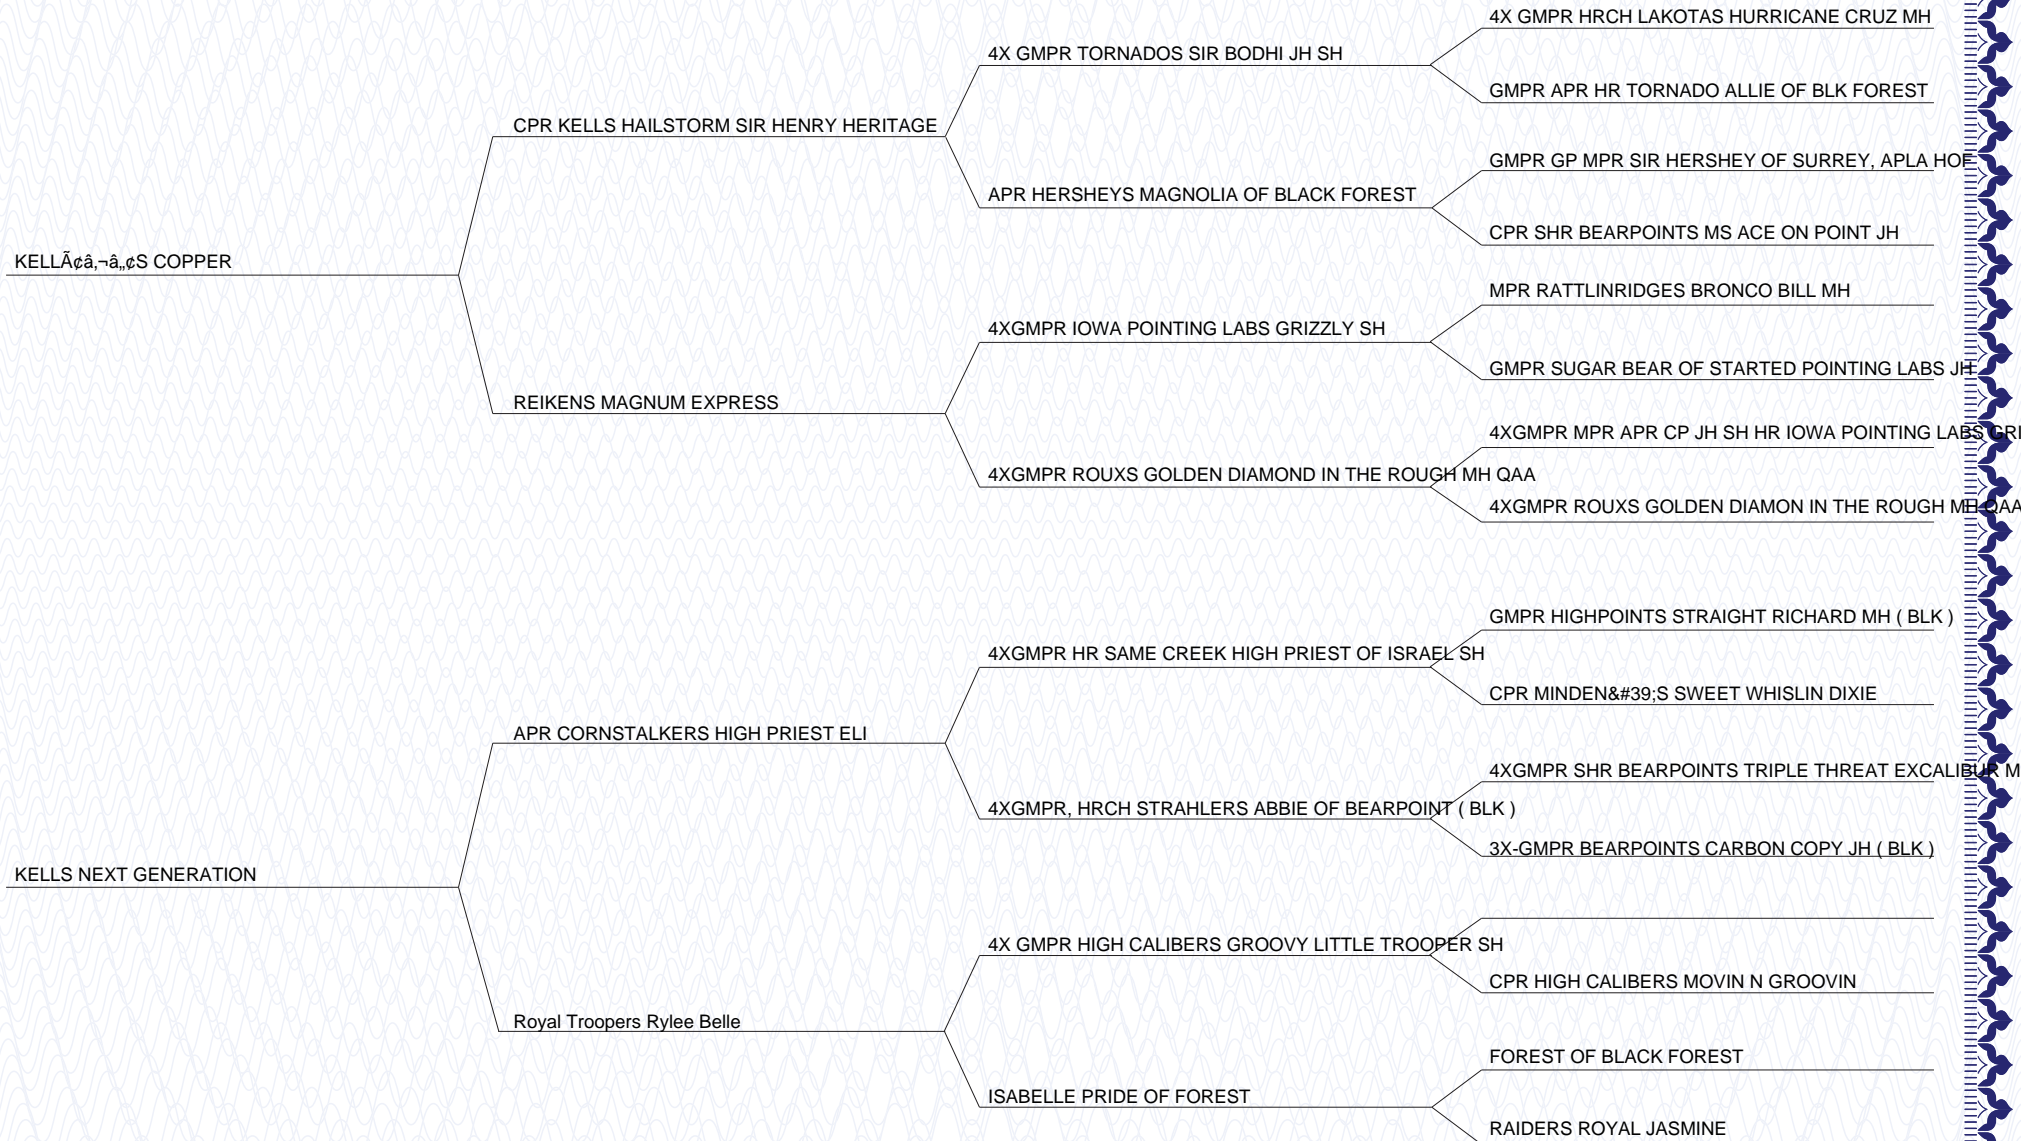 4X GMPR HRCH LAKOTAS HURRICANE CRUZ MH
4X GMPR TORNADOS SIR BODHI JH SH
GMPR APR HR TORNADO ALLIE OF BLK FOREST
CPR KELLS HAILSTORM SIR HENRY HERITAGE
GMPR GP MPR SIR HERSHEY OF SURREY, APLA HOF
APR HERSHEYS MAGNOLIA OF BLACK FOREST
CPR SHR BEARPOINTS MS ACE ON POINT JH
KELLÃ¢â‚¬â„¢S COPPER
MPR RATTLINRIDGES BRONCO BILL MH
4XGMPR IOWA POINTING LABS GRIZZLY SH
GMPR SUGAR BEAR OF STARTED POINTING LABS JH
REIKENS MAGNUM EXPRESS
4XGMPR MPR APR CP JH SH HR IOWA POINTING LABS GRI
4XGMPR ROUXS GOLDEN DIAMOND IN THE ROUGH MH QAA
4XGMPR ROUXS GOLDEN DIAMON IN THE ROUGH MH QAA
GMPR HIGHPOINTS STRAIGHT RICHARD MH ( BLK )
4XGMPR HR SAME CREEK HIGH PRIEST OF ISRAEL SH
CPR MINDEN&#39;S SWEET WHISLIN DIXIE
APR CORNSTALKERS HIGH PRIEST ELI
4XGMPR SHR BEARPOINTS TRIPLE THREAT EXCALIBUR M
4XGMPR, HRCH STRAHLERS ABBIE OF BEARPOINT ( BLK )
3X-GMPR BEARPOINTS CARBON COPY JH ( BLK )
KELLS NEXT GENERATION
4X GMPR HIGH CALIBERS GROOVY LITTLE TROOPER SH
CPR HIGH CALIBERS MOVIN N GROOVIN
Royal Troopers Rylee Belle
FOREST OF BLACK FOREST
ISABELLE PRIDE OF FOREST
RAIDERS ROYAL JASMINE